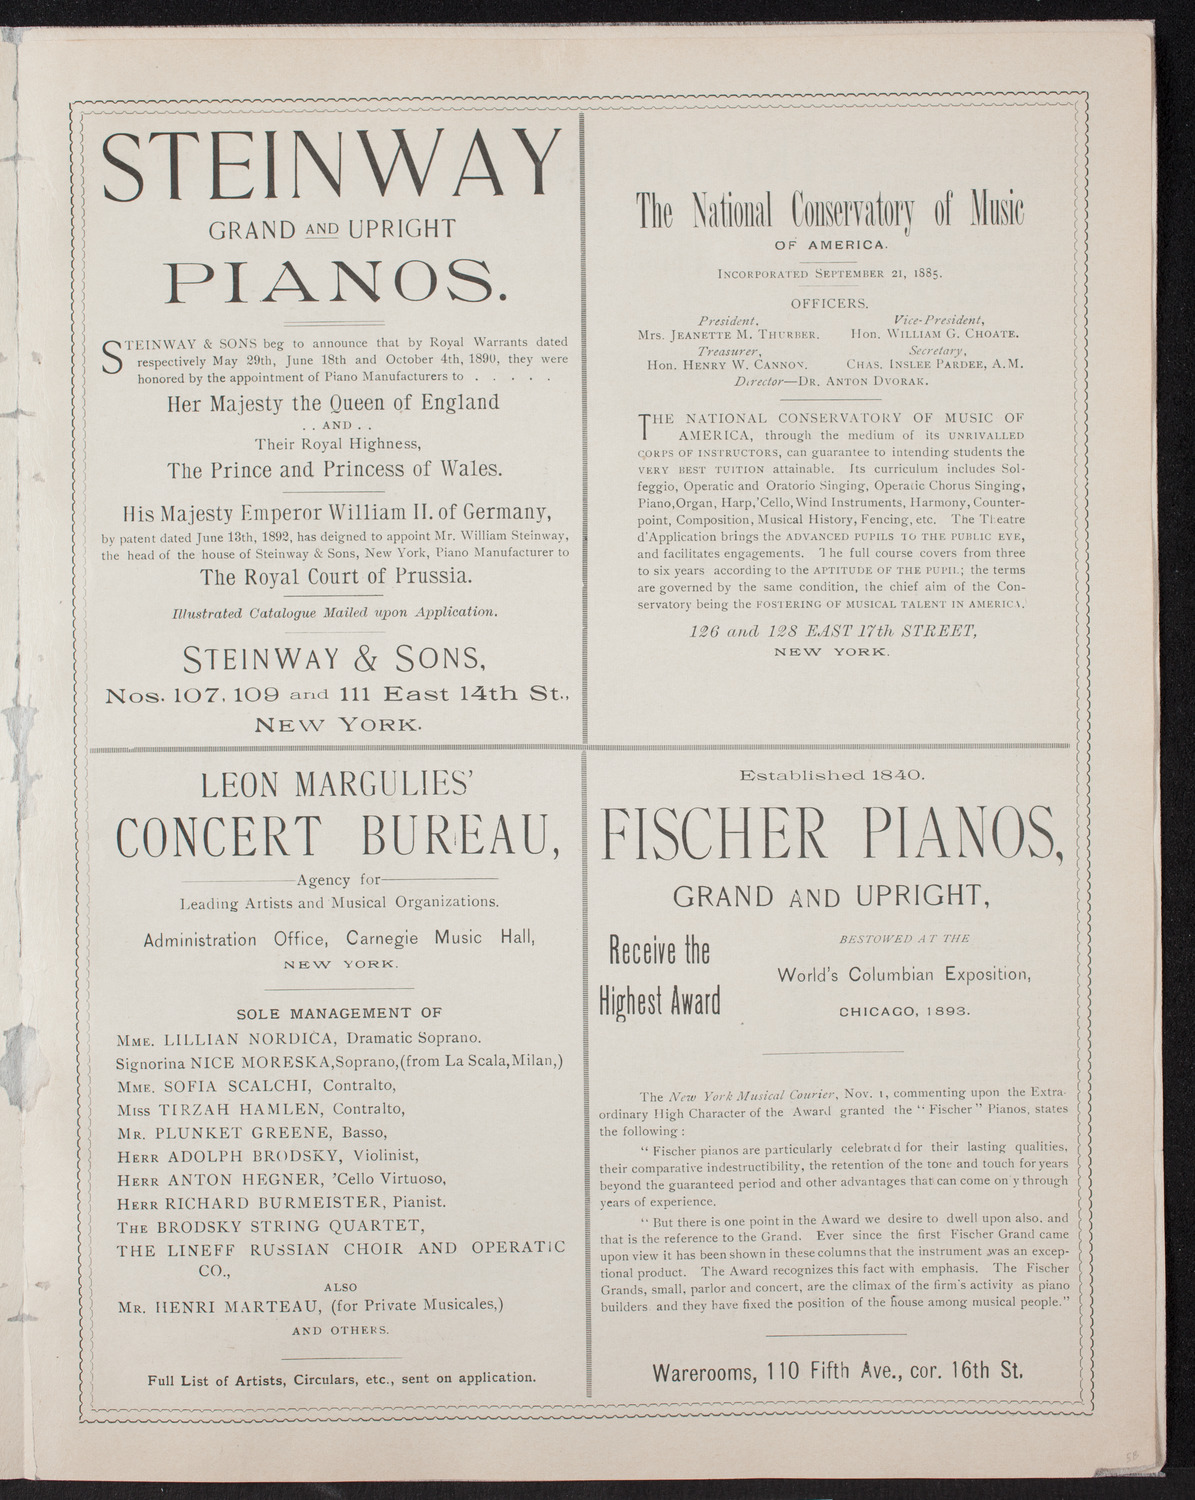 STEINWAY
GRAND AND UPRIGHT
PIANOS.
STEINWAY & SONS beg to announce that by Royal Warrants dated
respectively May 29th, June 18th and October 4th, 1890, they were
honored by the appointment of Piano Manufacturers to . . . . .
Her Majesty the Queen of England
. . AND . .
Their Royal Highness,
The Prince and Princess of Wales.
His Majesty Emperor William II. of Germany,
by patent dated June 13th, 1892, has deigned to appoint Mr. William Steinway,
the head of the house of Steinway & Sons, New York, Piano Manufacturer to
The Royal Court of Prussia.
Illustrated Catalogue Mailed upon Application.
STEINWAY & SONS,
Nos. 107, 109 and 111 East 14th St.,
NEW YORK.
The National Conservatory of Music
OF AMERICA.
INCORPORATED SEPTEMBER 21, 1885.
OFFICERS.
President, Vice-President,
Mrs. JEANETTE M. THURBER. Hon. WILLIAM G. CHOATE.
Treasurer, Secretary,
Hon. HENRY W. CANNON. CHAS. INSLEE PARDEE, A.M.
Director—DR. ANTON DVORAK.
THE NATIONAL CONSERVATORY OF MUSIC OF
AMERICA, through the medium of its UNRIVALLED
CORPS OF INSTRUCTORS, can guarantee to intending students the
VERY BEST TUITION attainable. Its curriculum includes Sol-
feggio, Operatic and Oratorio Singing, Operatic Chorus Singing,
Piano, Organ, Harp, 'Cello, Wind Instruments, Harmony, Counter-
point, Composition, Musical History, Fencing, etc. The Theatre
d'Application brings the ADVANCED PUPILS TO THE PUBLIC EYE,
and facilitates engagements. The full course covers from three
to six years according to the APTITUDE OF THE PUPIL; the terms
are governed by the same condition, the chief aim of the Con-
servatory being the FOSTERING OF MUSICAL TALENT IN AMERICA.
126 and 128 EAST 17th STREET,
NEW YORK.
LEON MARGULIES'
CONCERT BUREAU,
Agency for
Leading Artists and Musical Organizations.
Administration Office, Carnegie Music Hall,
NEW YORK.
SOLE MANAGEMENT OF
MME. LILLIAN NORDICA, Dramatic Soprano.
Signorina NICE MORESKA, Soprano, (from La Scala, Milan,)
MME. SOFIA SCALCHI, Contralto,
MISS TIRZAH HAMLEN, Contralto,
MR. PLUNKET GREENE, Basso,
HERR ADOLPH BRODSKY, Violinist,
HERR ANTON HEGNER, 'Cello Virtuoso,
HERR RICHARD BURMEISTER, Pianist.
THE BRODSKY STRING QUARTET,
THE LINEFF RUSSIAN CHOIR AND OPERATIC
CO.,
ALSO
MR. HENRI MARTEAU, (for Private Musicales,)
AND OTHERS.
Full List of Artists, Circulars, etc., sent on application.
Established 1840.
FISCHER PIANOS,
GRAND AND UPRIGHT,
Receive the
Highest Award
BESTOWED AT THE
World's Columbian Exposition,
CHICAGO, 1893.
The New York Musical Courier, Nov. 1, commenting upon the Extra-
ordinary High Character of the Award granted the "Fischer" Pianos, states
the following :
" Fischer pianos are particularly celebrated for their lasting qualities,
their comparative indestructibility, the retention of the tone and touch for years
beyond the guaranteed period and other advantages that can come on y through
years of experience.
" But there is one point in the Award we desire to dwell upon also, and
that is the reference to the Grand. Ever since the first Fischer Grand came
upon view it has been shown in these columns that the instrument was an excep-
tional product. The Award recognizes this fact with emphasis. The Fischer
Grands, small, parlor and concert, are the climax of the firm's activity as piano
builders and they have fixed the position of the house among musical people."
Warerooms, 110 Fifth Ave., cor. 16th St.
58